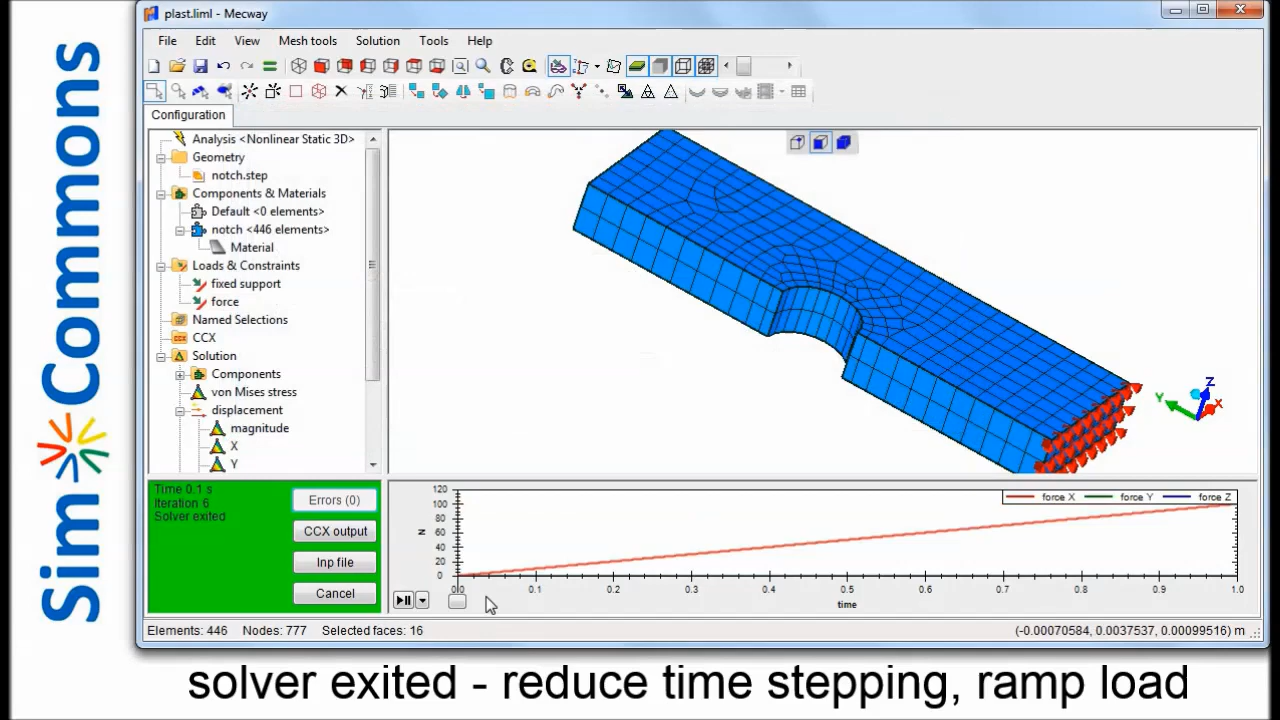 Sim Commons
plast.liml - Mecway
File Edit View Mesh tools Solution Tools Help
Configuration
Analysis <Nonlinear Static 3D>
Geometry
notch.step
Components & Materials
Default <0 elements>
notch <446 elements>
Material
Loads & Constraints
fixed support
force
Named Selections
CCX
CCX
Solution
Components
von Mises stress
displacement
magnitude
X
Y
Z
X
Y
Time 0.1 s
Iteration 6
Solver exited
Errors (0)
CCX output
Inp file
Cancel
force X force Y force Z
N
120
100
80
60
40
20
0
0.0 0.1 0.2 0.3 0.4 0.5 0.6 0.7 0.8 0.9 1.0
time
Elements: 446 Nodes: 777 Selected faces: 16 (-0.00070584, 0.0037537, 0.00099516) m
solver exited - reduce time stepping, ramp load